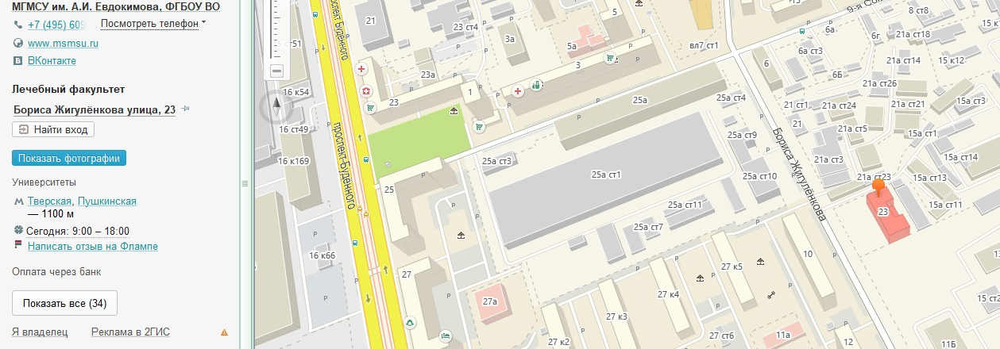 МГМСУ им. А.И. Евдокимова, ФГБОУ ВО
+7 (495) 609
Посмотреть телефон
www.msmsu.ru
ВКонтакте
Лечебный факультет
Бориса Жигулёнкова улица, 23
Найти вход
Показать фотографии
Университеты
Тверская, Пушкинская
— 1100 м
Сегодня: 9:00 – 18:00
Написать отзыв на Флампе
Оплата через банк
Показать все (34)
Я владелец
Реклама в 2ГИС
проспект Будённого
21
23 ст4
3а
5а
5
3
вл7 ст1
6
6а
6г
8 ст8
21а ст18
6а ст3
6Б
21а ст14
15 к12
21а ст26
16 к54
23а
23
1
25а
25а ст4
21 ст1
21а ст24
21а ст21
15а ст3
21
21а ст5
15а ст1
16 ст49
25а ст9
Бориса Жигулёнкова
21а ст3
15а ст14
проспект Будённого
16 к169
25а ст3
25а ст1
25а ст10
21а ст23
15а ст13
25
25а ст11
23
15а ст11
25а ст7
16 к66
27
27 к5
10
27а
27 к4
27 к3
27 к2
27 ст6
11а
12
11Б